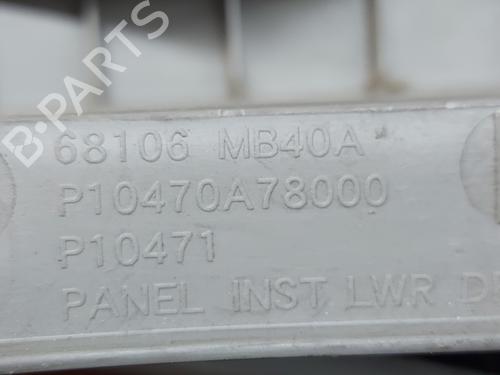 B-PARTS
68106 MB40A
P10470A78000
P10471
PANEL INST LWR